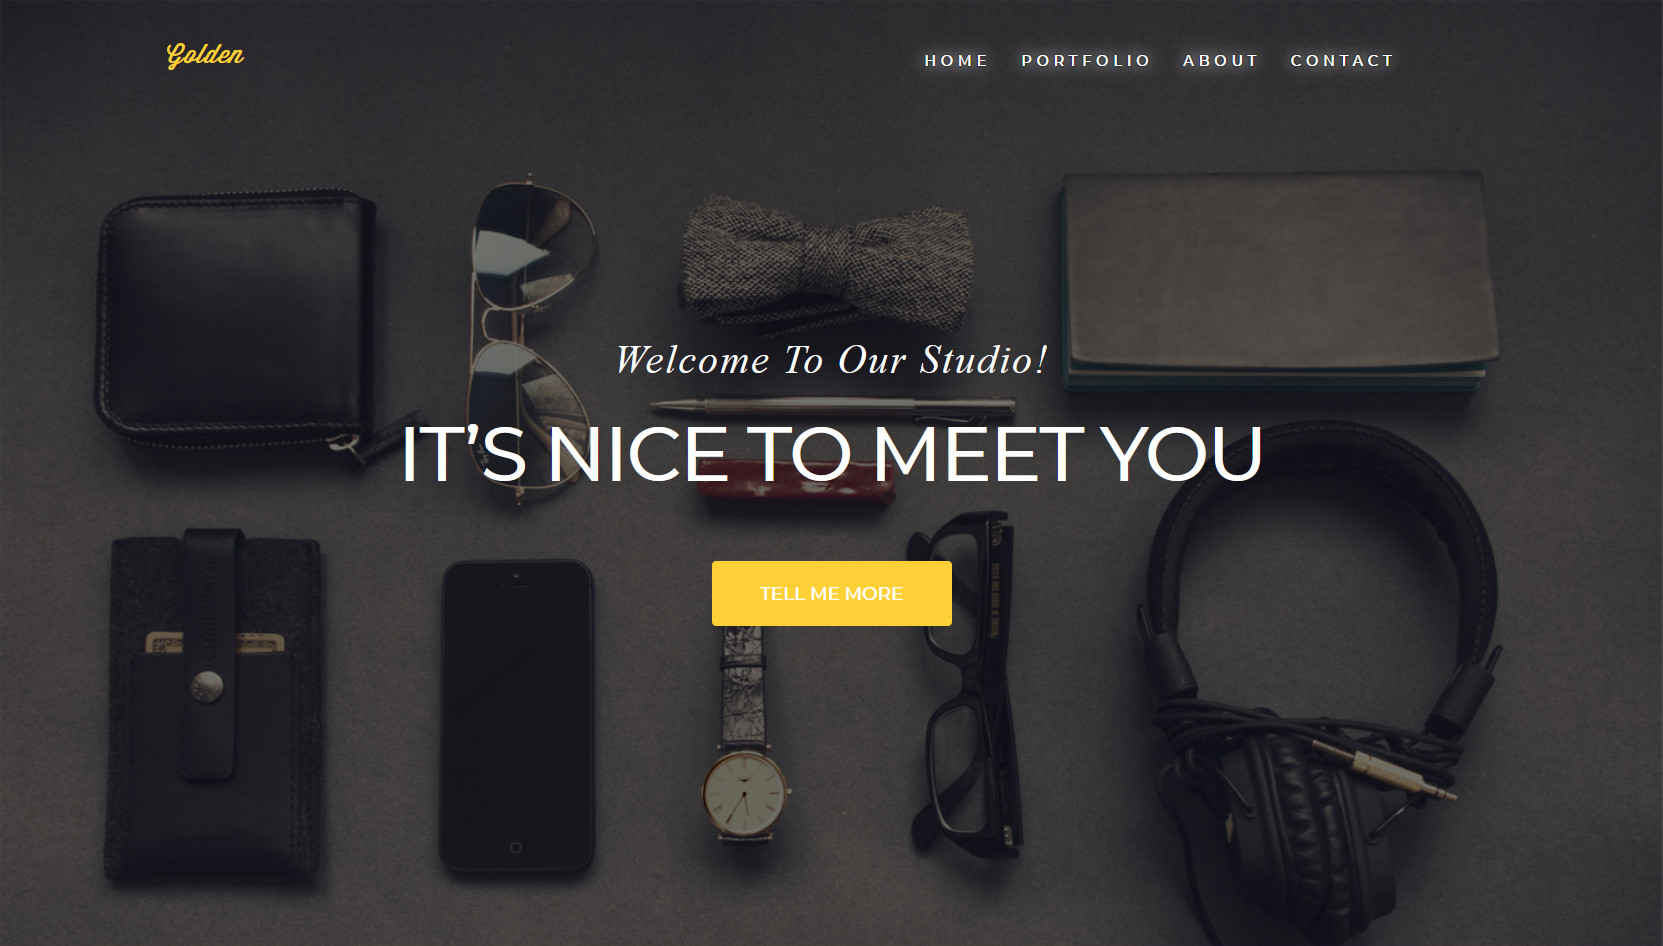 Golden
HOME PORTFOLIO ABOUT CONTACT
Welcome To Our Studio!
IT’S NICE TO MEET YOU
TELL ME MORE